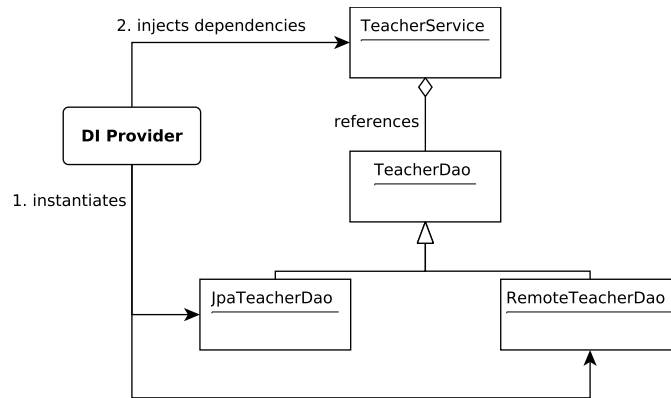 2. injects dependencies
TeacherService
DI Provider
references
TeacherDao
1. instantiates
JpaTeacherDao
RemoteTeacherDao